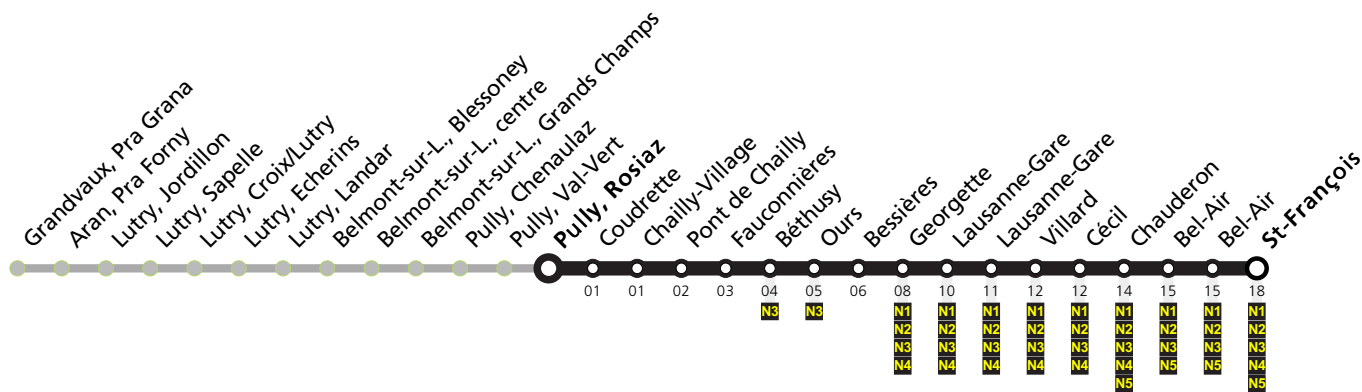 Grandvaux, Pra Grana
Aran, Pra Forny
Lutry, Jordillon
Lutry, Sapelle
Lutry, Croix/Lutry
Lutry, Echerins
Lutry, Landar
Belmont-sur-L., Blessoney
Belmont-sur-L., centre
Belmont-sur-L., Grands Champs
Pully, Chenaulaz
Pully, Val-Vert
Pully, Rosiaz
Coudrette
Chailly-Village
Pont de Chailly
Fauconnières
Béthusy
Ours
Bessières
Georgette
Lausanne-Gare
Lausanne-Gare
Villard
Cécil
Chauderon
Bel-Air
Bel-Air
St-François
01 01 02 03 04 05 06 08 10 11 12 12 14 15 15 18
N3 N3 N1 N1 N1 N1 N1 N1 N1 N1 N1
N2 N2 N2 N2 N2 N2 N2 N2 N2
N3 N3 N3 N3 N3 N3 N3 N3 N3
N4 N4 N4 N4 N4 N4 N5 N5 N4
N5 N5